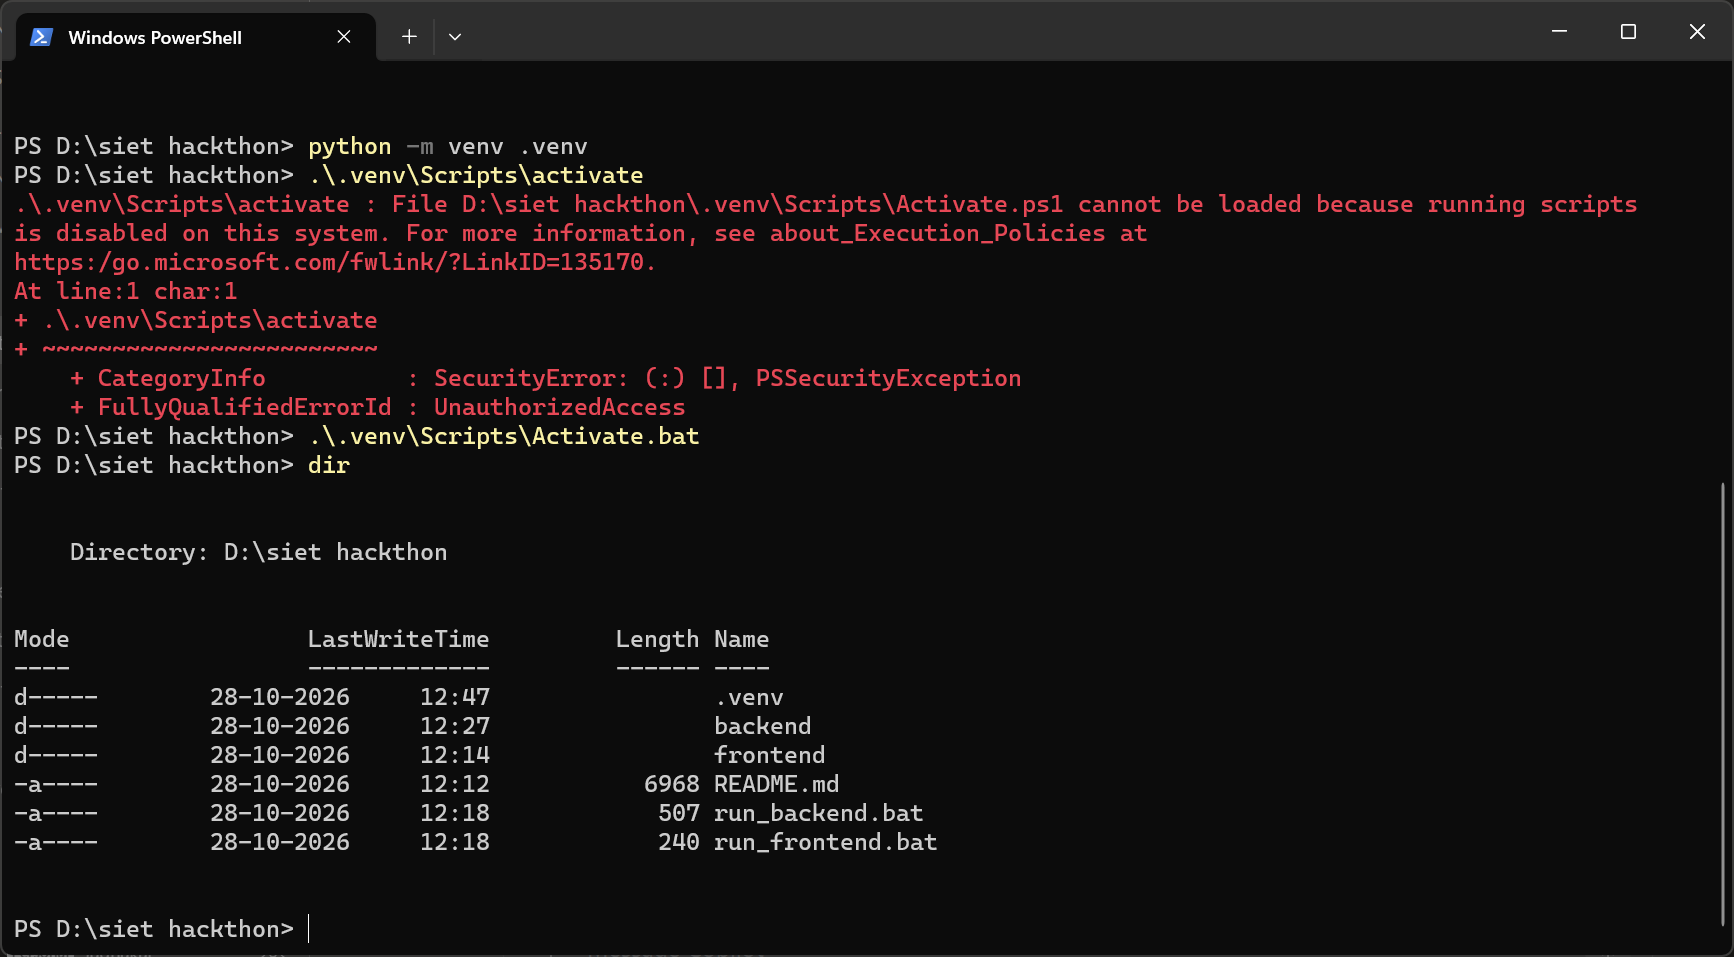 Windows PowerShell
PS D:\siet hackthon> python -m venv .venv
PS D:\siet hackthon> .\.venv\Scripts\activate
.\.venv\Scripts\activate : File D:\siet hackthon\.venv\Scripts\Activate.ps1 cannot be loaded because running scripts
is disabled on this system. For more information, see about_Execution_Policies at
https:/go.microsoft.com/fwlink/?LinkID=135170.
At line:1 char:1
+ .\.venv\Scripts\activate
+ ~~~~~~~~~~~~~~~~~~~~~~~~
    + CategoryInfo          : SecurityError: (:) [], PSSecurityException
    + FullyQualifiedErrorId : UnauthorizedAccess
PS D:\siet hackthon> .\.venv\Scripts\Activate.bat
PS D:\siet hackthon> dir
    Directory: D:\siet hackthon
Mode                 LastWriteTime         Length Name
----                 -------------         ------ ----
d-----        28-10-2026     12:47                .venv
d-----        28-10-2026     12:27                backend
d-----        28-10-2026     12:14                frontend
-a----        28-10-2026     12:12           6968 README.md
-a----        28-10-2026     12:18            507 run_backend.bat
-a----        28-10-2026     12:18            240 run_frontend.bat
PS D:\siet hackthon>